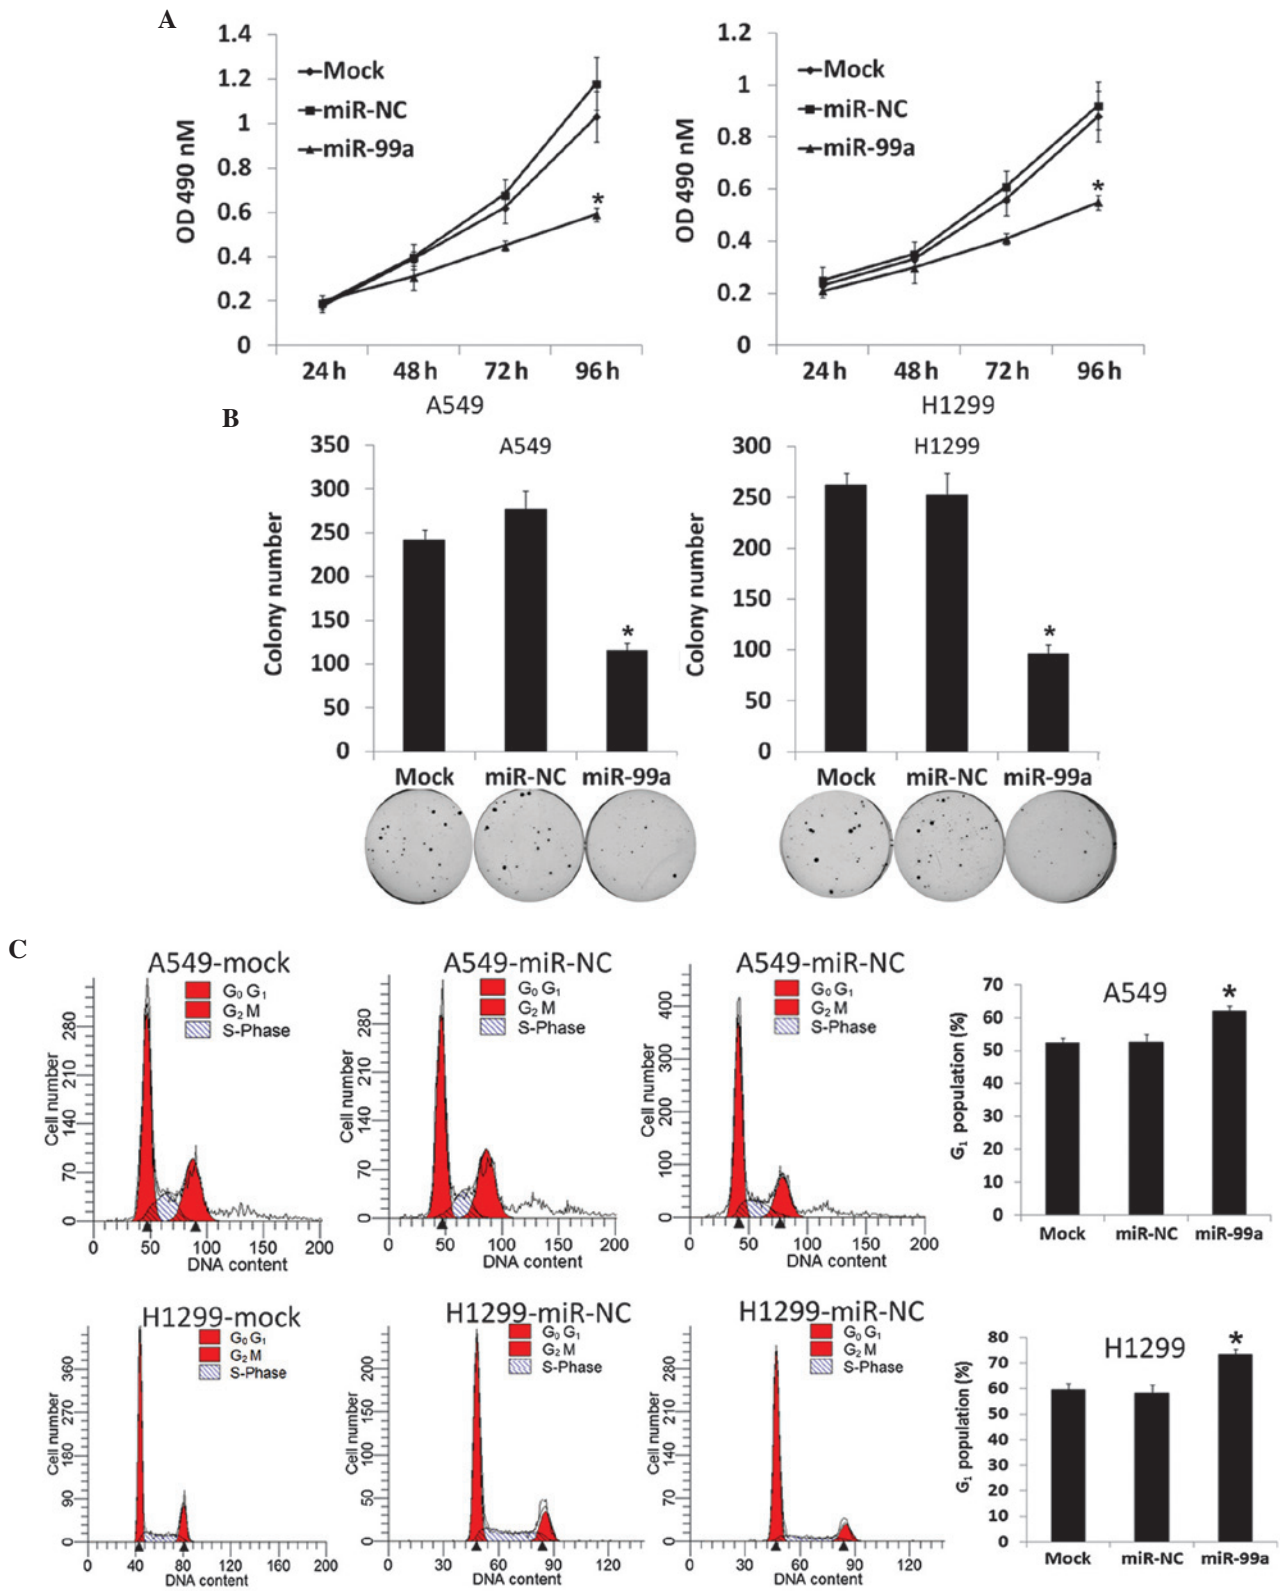 A
1.4
1.2
1
0.8
0.6
0.4
0.2
0
OD 490 nM
Mock
miR-NC
miR-99a
*
24 h 48 h 72 h 96 h
A549
1.2
1
0.8
0.6
0.4
0.2
0
OD 490 nM
Mock
miR-NC
miR-99a
*
24 h 48 h 72 h 96 h
H1299
B
350
300
250
200
150
100
50
0
Colony number
A549
*
Mock miR-NC miR-99a
300
250
200
150
100
50
0
Colony number
H1299
*
Mock miR-NC miR-99a
C
A549-mock
G₀ G₁
G₂ M
S-Phase
Cell number
280
210
140
70
0
0 50 100 150 200
DNA content
A549-miR-NC
G₀ G₁
G₂ M
S-Phase
Cell number
280
210
140
70
0
0 50 100 150 200
DNA content
A549-miR-NC
G₀ G₁
G₂ M
S-Phase
Cell number
400
300
200
100
0
0 50 100 150 200
DNA content
A549
*
G₁ population (%)
70
60
50
40
30
20
10
0
Mock miR-NC miR-99a
H1299-mock
G₀ G₁
G₂ M
S-Phase
Cell number
360
270
180
90
0
0 40 80 120 160
DNA content
H1299-miR-NC
G₀ G₁
G₂ M
S-Phase
Cell number
200
150
100
50
0
0 30 60 90 120
DNA content
H1299-miR-NC
G₀ G₁
G₂ M
S-Phase
Cell number
280
210
140
70
0
0 30 60 90 120
DNA content
H1299
*
G₁ population (%)
80
70
60
50
40
30
20
10
0
Mock miR-NC miR-99a